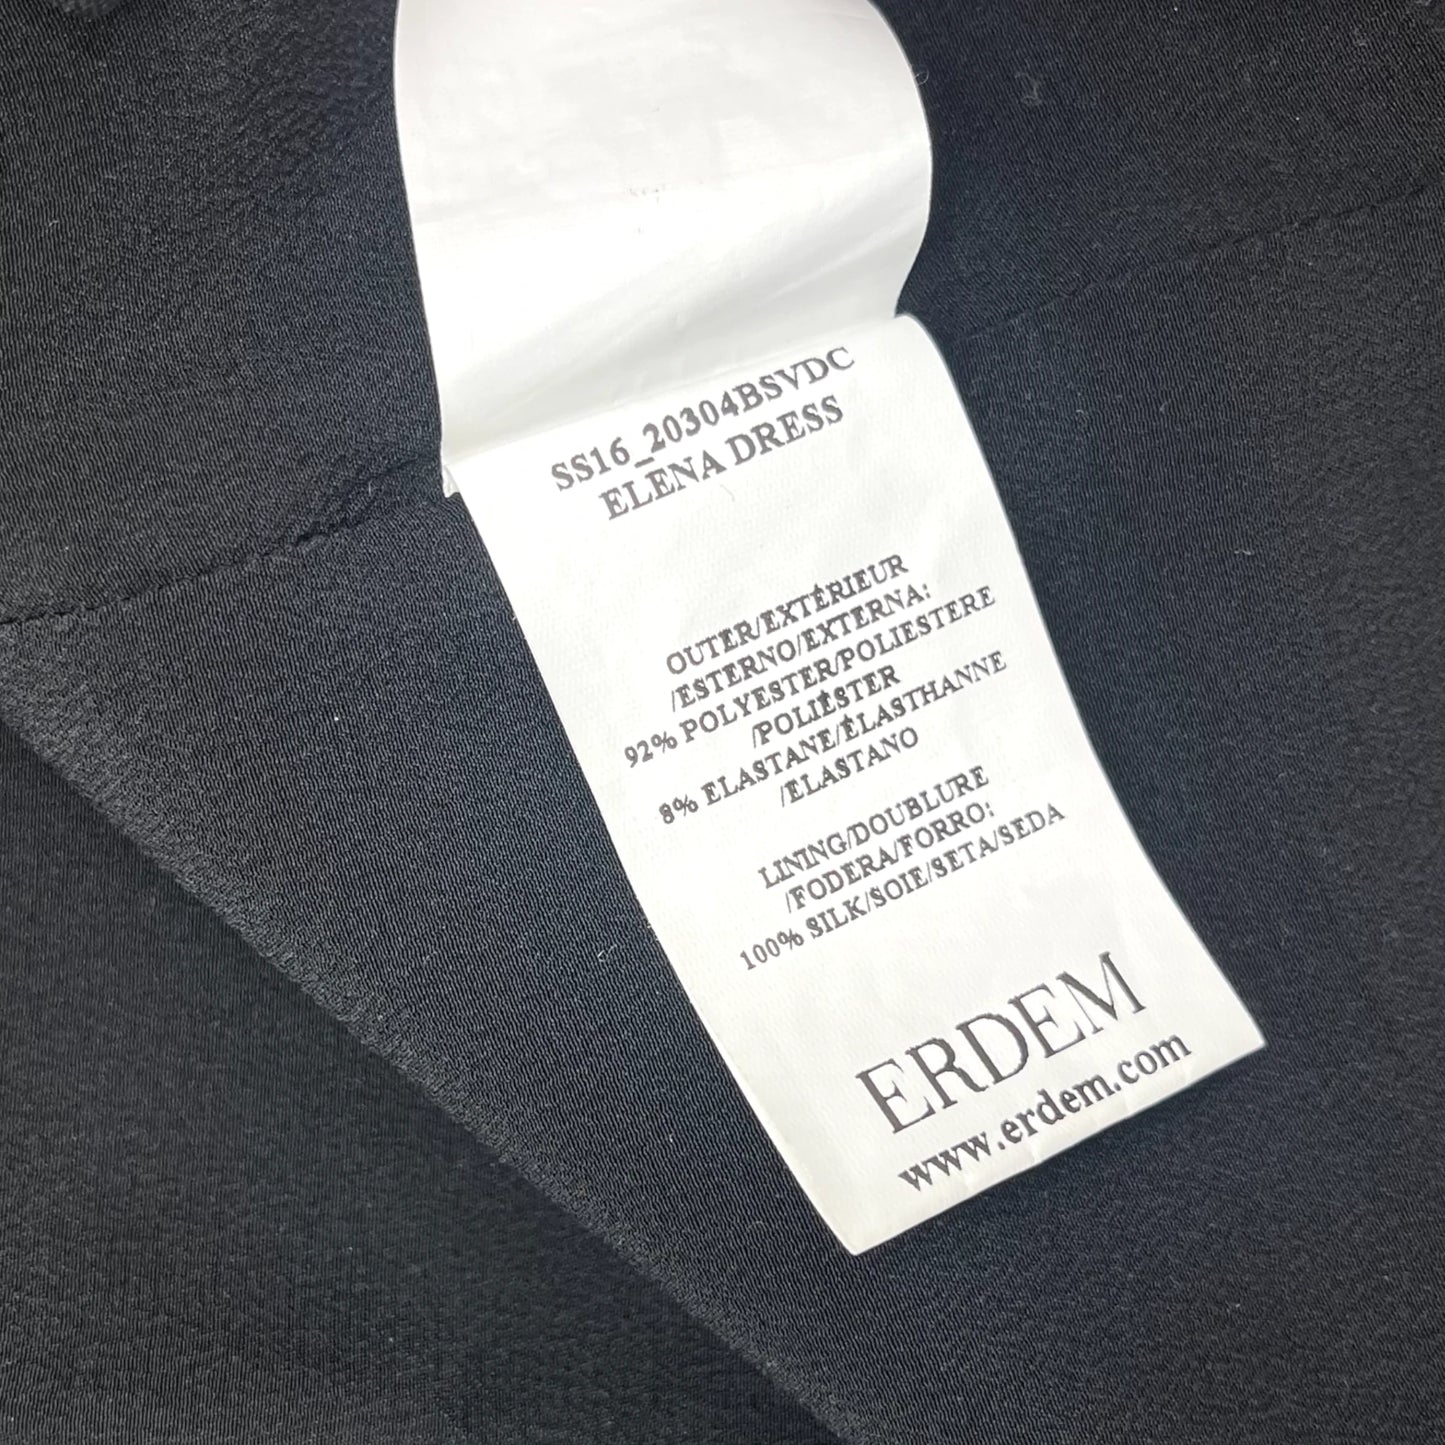 SS16_20304BSVDC
ELENA DRESS
OUTER/EXTÉRIEUR
/ESTERNO/EXTERNA:
92% POLYESTER/POLIESTERE
/POLIÉSTER
8% ELASTANE/ÉLASTHANNE
/ELASTANO
LINING/DOUBLURE
/FODERA/FORRO:
100% SILK/SOIE/SETA/SEDA
ERDEM
www.erdem.com